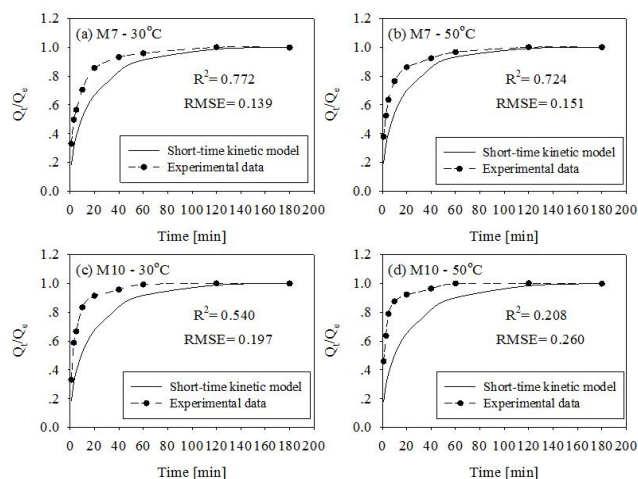 (a) M7 - 30°C
R²= 0.772
RMSE= 0.139
Short-time kinetic model
Experimental data
Qt/Qe
1.2
1.0
.8
.6
.4
.2
0.0
0 20 40 60 80 100 120 140 160 180 200
Time [min]
(b) M7 - 50°C
R²= 0.724
RMSE= 0.151
Short-time kinetic model
Experimental data
Qt/Qe
1.2
1.0
.8
.6
.4
.2
0.0
0 20 40 60 80 100 120 140 160 180 200
Time [min]
(c) M10 - 30°C
R²= 0.540
RMSE= 0.197
Short-time kinetic model
Experimental data
Qt/Qe
1.2
1.0
.8
.6
.4
.2
0.0
0 20 40 60 80 100 120 140 160 180 200
Time [min]
(d) M10 - 50°C
R²= 0.208
RMSE= 0.260
Short-time kinetic model
Experimental data
Qt/Qe
1.2
1.0
.8
.6
.4
.2
0.0
0 20 40 60 80 100 120 140 160 180 200
Time [min]